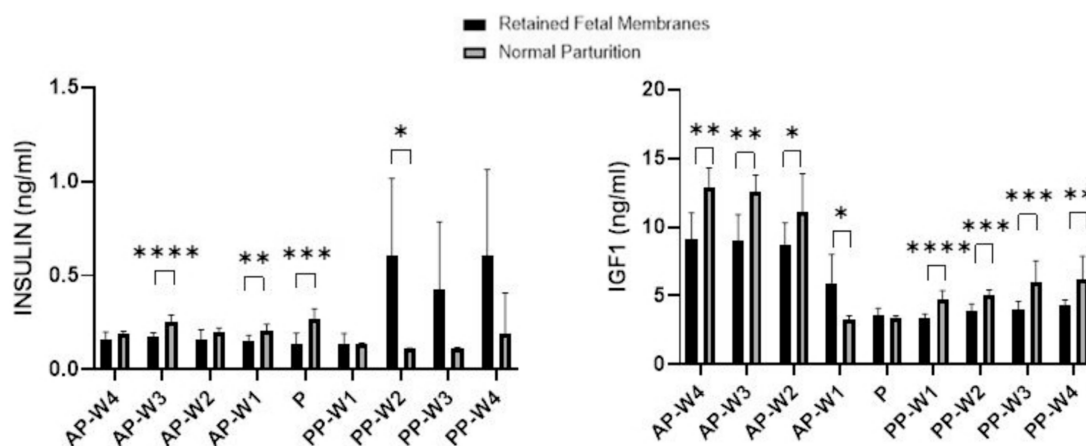 Retained Fetal Membranes
Normal Parturition
INSULIN (ng/ml)
1.5
1.0
0.5
0.0
*
****
**
***
AP-W4 AP-W3 AP-W2 AP-W1 P PP-W1 PP-W2 PP-W3 PP-W4
IGF1 (ng/ml)
20
15
10
5
0
** ** *
*
****
***
***
**
AP-W4 AP-W3 AP-W2 AP-W1 P PP-W1 PP-W2 PP-W3 PP-W4